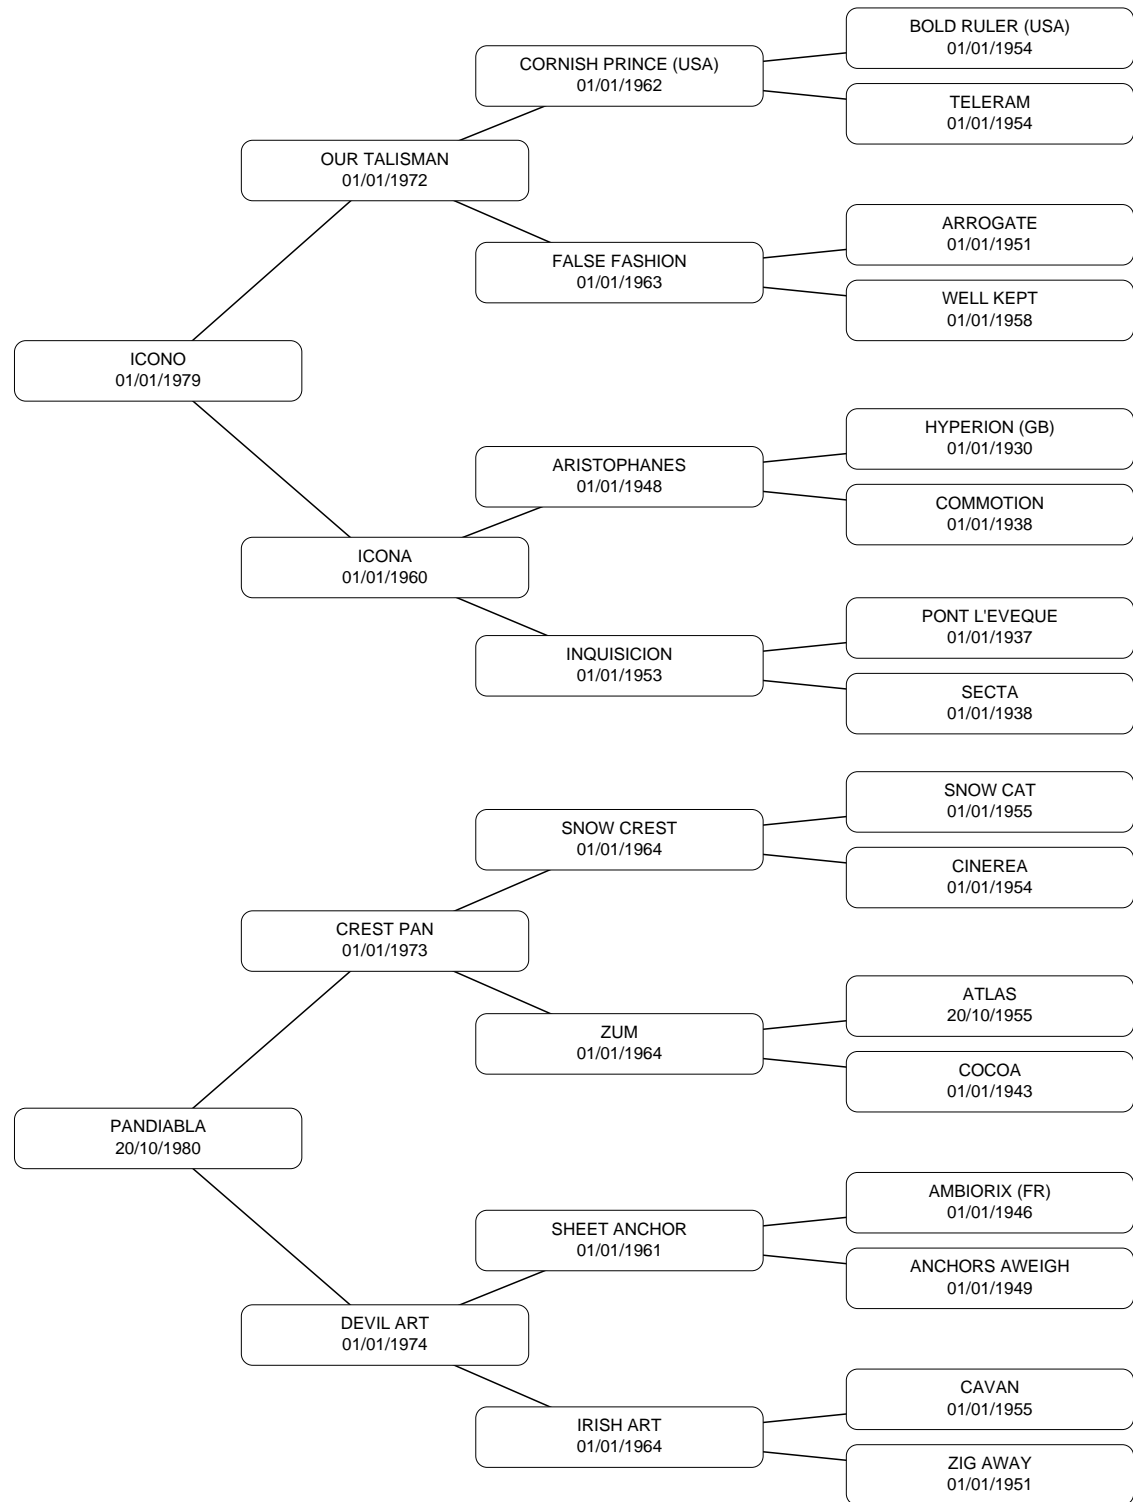 BOLD RULER (USA)
01/01/1954
CORNISH PRINCE (USA)
01/01/1962
TELERAM
01/01/1954
OUR TALISMAN
01/01/1972
ARROGATE
01/01/1951
FALSE FASHION
01/01/1963
WELL KEPT
01/01/1958
ICONO
01/01/1979
HYPERION (GB)
01/01/1930
ARISTOPHANES
01/01/1948
COMMOTION
01/01/1938
ICONA
01/01/1960
PONT L'EVEQUE
01/01/1937
INQUISICION
01/01/1953
SECTA
01/01/1938
SNOW CAT
01/01/1955
SNOW CREST
01/01/1964
CINEREA
01/01/1954
CREST PAN
01/01/1973
ATLAS
20/10/1955
ZUM
01/01/1964
COCOA
01/01/1943
PANDIABLA
20/10/1980
AMBIORIX (FR)
01/01/1946
SHEET ANCHOR
01/01/1961
ANCHORS AWEIGH
01/01/1949
DEVIL ART
01/01/1974
CAVAN
01/01/1955
IRISH ART
01/01/1964
ZIG AWAY
01/01/1951